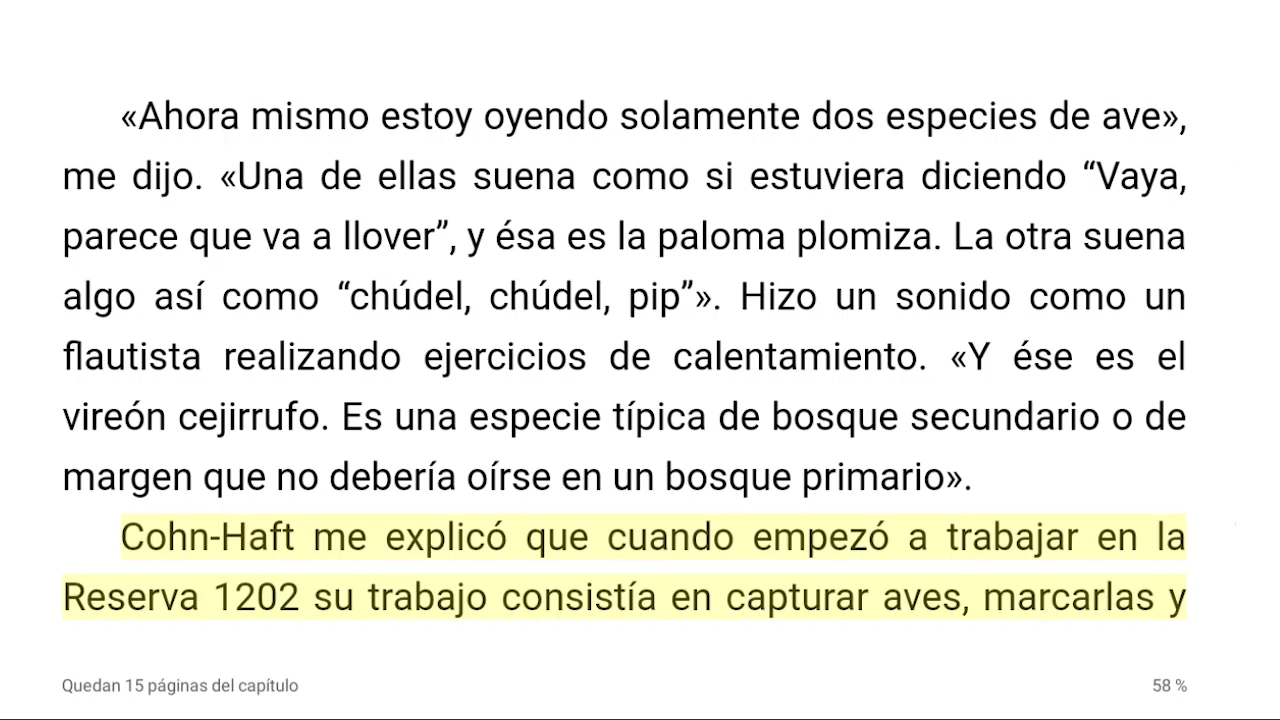 «Ahora mismo estoy oyendo solamente dos especies de ave»,
me dijo. «Una de ellas suena como si estuviera diciendo “Vaya,
parece que va a llover”, y ésa es la paloma plomiza. La otra suena
algo así como “chúdel, chúdel, pip”». Hizo un sonido como un
flautista realizando ejercicios de calentamiento. «Y ése es el
vireón cejirrufo. Es una especie típica de bosque secundario o de
margen que no debería oírse en un bosque primario».
Cohn-Haft me explicó que cuando empezó a trabajar en la
Reserva 1202 su trabajo consistía en capturar aves, marcarlas y
Quedan 15 páginas del capítulo
58 %